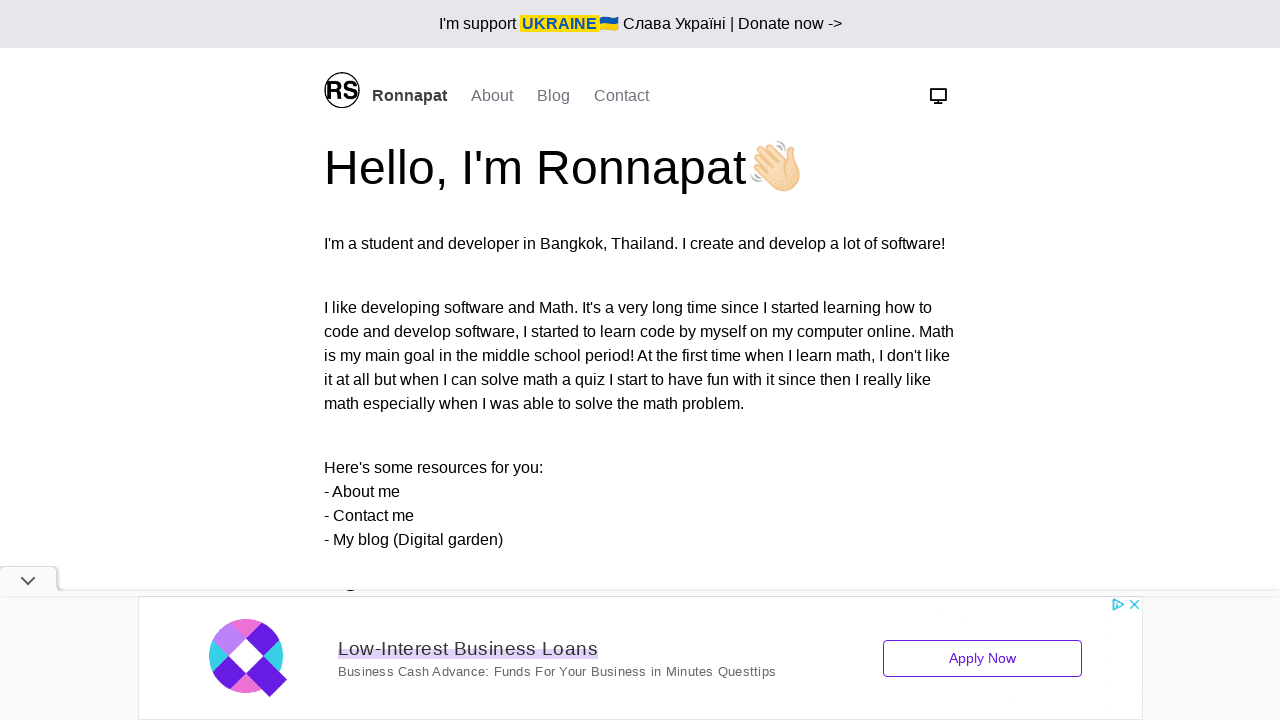 I'm support UKRAINE🇺🇦 Слава Україні | Donate now ->
RS Ronnapat About Blog Contact
Hello, I'm Ronnapat👋🏻
I'm a student and developer in Bangkok, Thailand. I create and develop a lot of software!
I like developing software and Math. It's a very long time since I started learning how to
code and develop software, I started to learn code by myself on my computer online. Math
is my main goal in the middle school period! At the first time when I learn math, I don't like
it at all but when I can solve math a quiz I start to have fun with it since then I really like
math especially when I was able to solve the math problem.
Here's some resources for you:
- About me
- Contact me
- My blog (Digital garden)
Low-Interest Business Loans
Business Cash Advance: Funds For Your Business in Minutes Questtips
Apply Now